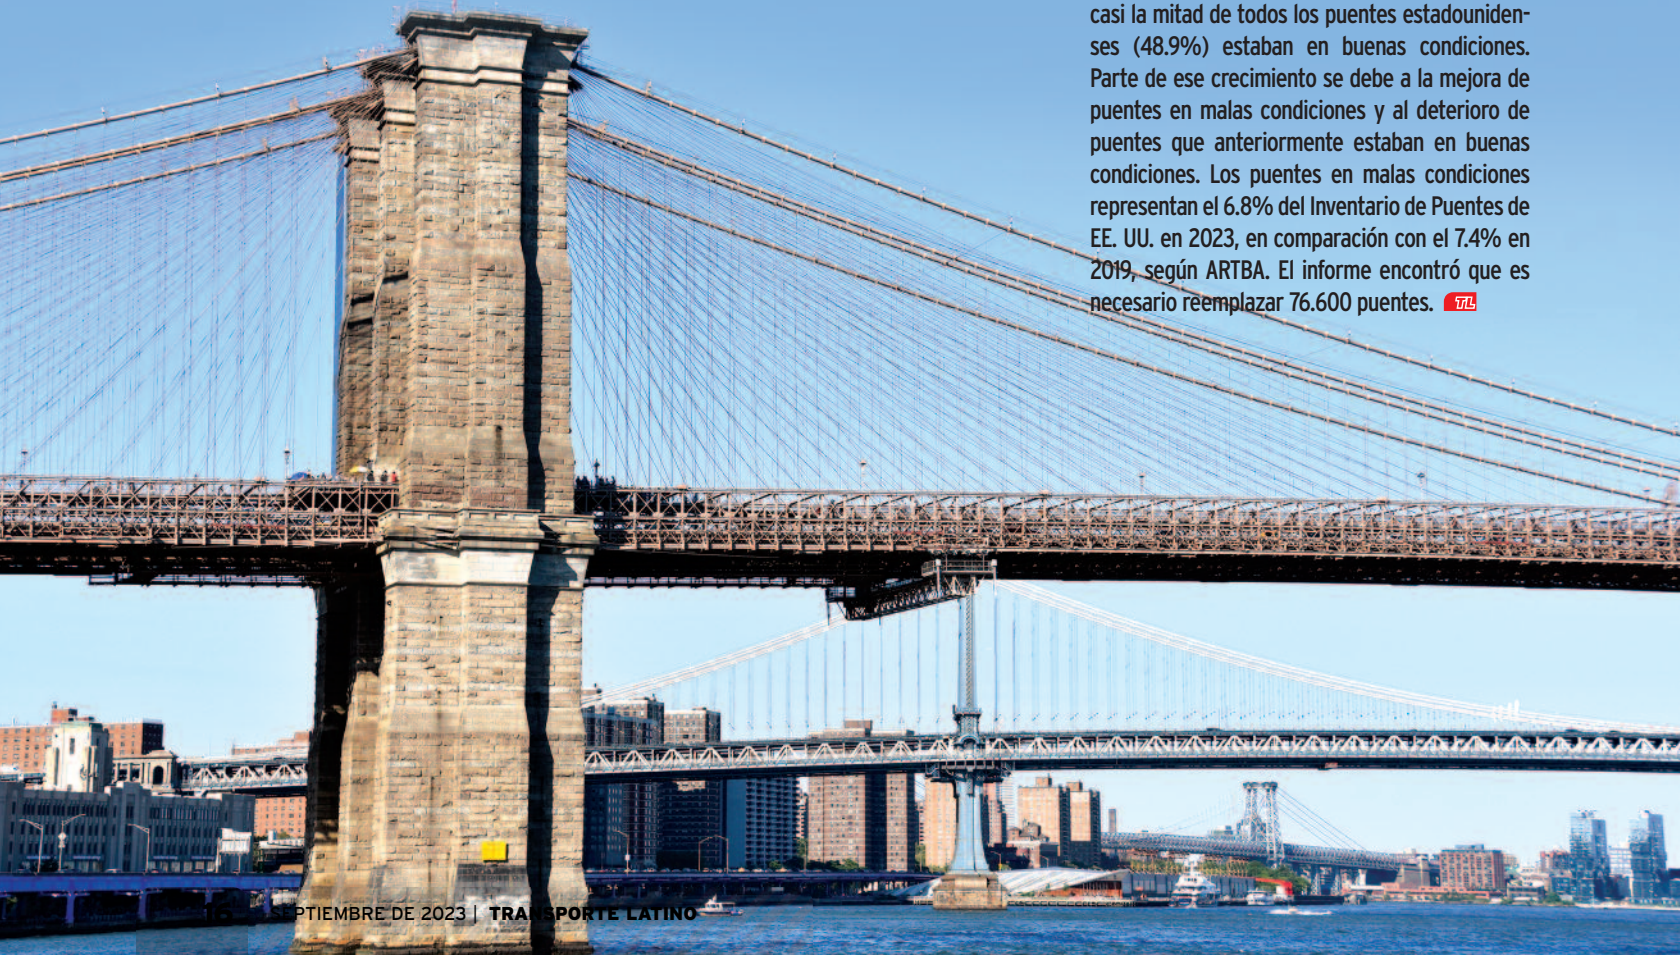 casi la mitad de todos los puentes estadouniden-
ses (48.9%) estaban en buenas condiciones.
Parte de ese crecimiento se debe a la mejora de
puentes en malas condiciones y al deterioro de
puentes que anteriormente estaban en buenas
condiciones. Los puentes en malas condiciones
representan el 6.8% del Inventario de Puentes de
EE. UU. en 2023, en comparación con el 7.4% en
2019, según ARTBA. El informe encontró que es
necesario reemplazar 76.600 puentes. TL
SEPTIEMBRE DE 2023 | TRANSPORTE LATINO